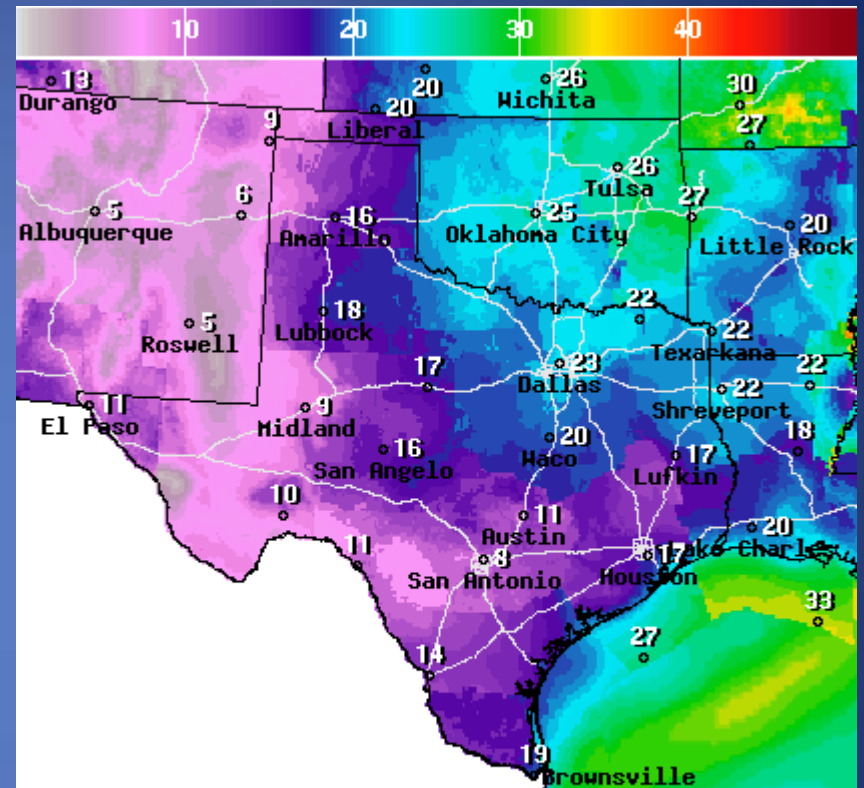 10 20 30 40
13
Durango
20
26
Wichita
30
20
Liberal
27
9
26
Tulsa
5
Albuquerque
6
16
Amarillo
25
Oklahoma City
27
20
Little Rock
5
Roswell
18
Lubbock
22
22
Texarkana
23
Dallas
17
22
Shreveport
22
11
El Paso
9
Midland
16
San Angelo
20
Waco
17
Lufkin
18
10
11
Austin
20
Lake Charles
11
8
San Antonio
17
Houston
33
27
14
19
Brownsville